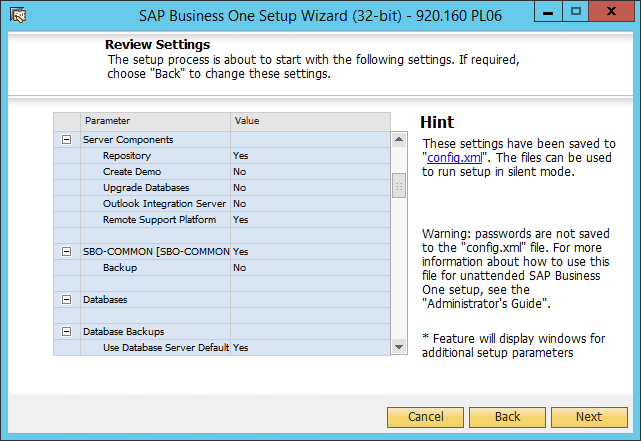 SAP Business One Setup Wizard (32-bit) - 920.160 PL06
Review Settings
The setup process is about to start with the following settings. If required,
choose "Back" to change these settings.
Parameter Value
Server Components
Repository Yes
Create Demo No
Upgrade Databases No
Outlook Integration Server No
Remote Support Platform Yes
SBO-COMMON [SBO-COMMON Yes
Backup No
Databases
Database Backups
Use Database Server Default Yes
Hint
These settings have been saved to
"config.xml". The files can be used
to run setup in silent mode.
Warning: passwords are not saved
to the "config.xml" file. For more
information about how to use this
file for unattended SAP Business
One setup, see the
"Administrator's Guide".
* Feature will display windows for
additional setup parameters
Cancel Back Next